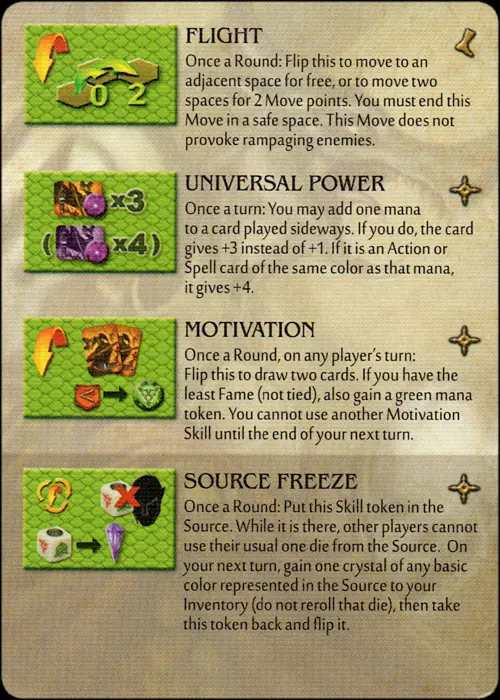 FLIGHT
Once a Round: Flip this to move to an
adjacent space for free, or to move two
spaces for 2 Move points. You must end this
Move in a safe space. This Move does not
provoke rampaging enemies.
0 2
UNIVERSAL POWER
Once a turn: You may add one mana
to a card played sideways. If you do, the card
gives +3 instead of +1. If it is an Action or
Spell card of the same color as that mana,
it gives +4.
x3
( x4)
MOTIVATION
Once a Round, on any player's turn:
Flip this to draw two cards. If you have the
least Fame (not tied), also gain a green mana
token. You cannot use another Motivation
Skill until the end of your next turn.
SOURCE FREEZE
Once a Round: Put this Skill token in the
Source. While it is there, other players cannot
use their usual one die from the Source. On
your next turn, gain one crystal of any basic
color represented in the Source to your
Inventory (do not reroll that die), then take
this token back and flip it.